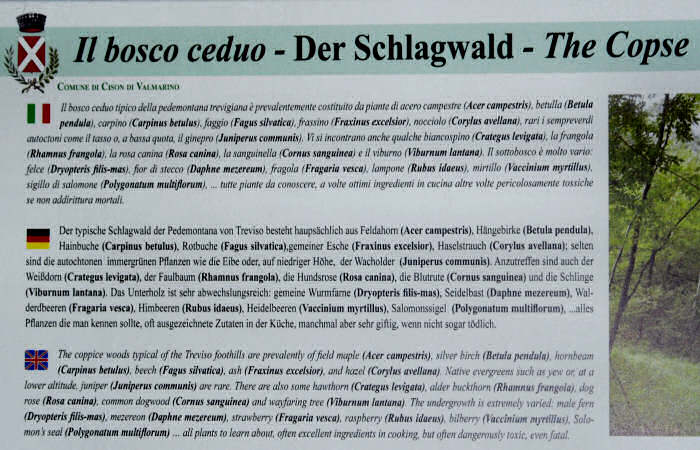 Il bosco ceduo - Der Schlagwald - The Copse
COMUNE DI CISON DI VALMARINO
Il bosco ceduo tipico della pedemontana trevigiana è prevalentemente costituito da piante di acero campestre (Acer campestris), betulla (Betula
pendula), carpino (Carpinus betulus), faggio (Fagus silvatica), frassino (Fraxinus excelsior), nocciolo (Corylus avellana), rari i sempreverdi
autoctoni come il tasso o, a bassa quota, il ginepro (Juniperus communis). Vi si incontrano anche qualche biancospino (Crategus levigata), la frangola
(Rhamnus frangola), la rosa canina (Rosa canina), la sanguinella (Cornus sanguinea) e il viburno (Viburnum lantana). Il sottobosco è molto vario:
felce (Dryopteris filis-mas), fior di stecco (Daphne mezereum), fragola (Fragaria vesca), lampone (Rubus idaeus), mirtillo (Vaccinium myrtillus),
sigillo di salomone (Polygonatum multiflorum), ... tutte piante da conoscere, a volte ottimi ingredienti in cucina altre volte pericolosamente tossiche
se non addirittura mortali.
Der typische Schlagwald der Pedemontana von Treviso besteht haupsächlich aus Feldahorn (Acer campestris), Hängebirke (Betula pendula),
Hainbuche (Carpinus betulus), Rotbuche (Fagus silvatica),gemeiner Esche (Fraxinus excelsior), Haselstrauch (Corylus avellana); selten
sind die autochtonen immergrünen Pflanzen wie die Eibe oder, auf niedriger Höhe, der Wacholder (Juniperus communis). Anzutreffen sind auch der
Weißdorn (Crategus levigata), der Faulbaum (Rhamnus frangula), die Hundsrose (Rosa canina), die Blutrute (Cornus sanguinea) und die Schlinge
(Viburnum lantana). Das Unterholz ist sehr abwechslungsreich: gemeine Wurmfarne (Dryopteris filis-mas), Seidelbast (Daphne mezereum), Wal-
derdbeeren (Fragaria vesca), Himbeeren (Rubus idaeus), Heidelbeeren (Vaccinium myrtillus), Salomonssigel (Polygonatum multiflorum), ...alles
Pflanzen die man kennen sollte, oft ausgezeichnete Zutaten in der Küche, manchmal aber sehr giftig, wenn nicht sogar tödlich.
The coppice woods typical of the Treviso foothills are prevalently of field maple (Acer campestris), silver birch (Betula pendula), hornbeam
(Carpinus betulus), beech (Fagus silvatica), ash (Fraxinus excelsior), and hazel (Corylus avellana). Native evergreens such as yew or, at a
lower altitude, juniper (Juniperus communis) are rare. There are also some hawthorn (Crategus levigata), alder buckthorn (Rhamnus frangola), dog
rose (Rosa canina), common dogwood (Cornus sanguinea) and wayfaring tree (Viburnum lantana). The undergrowth is extremely varied: male fern
(Dryopteris filis-mas), mezereon (Daphne mezereum), strawberry (Fragaria vesca), raspberry (Rubus idaeus), bilberry (Vaccinium myrtillus), Solo-
mon's seal (Polygonatum multiflorum) ... all plants to learn about, often excellent ingredients in cooking, but often dangerously toxic, even fatal.